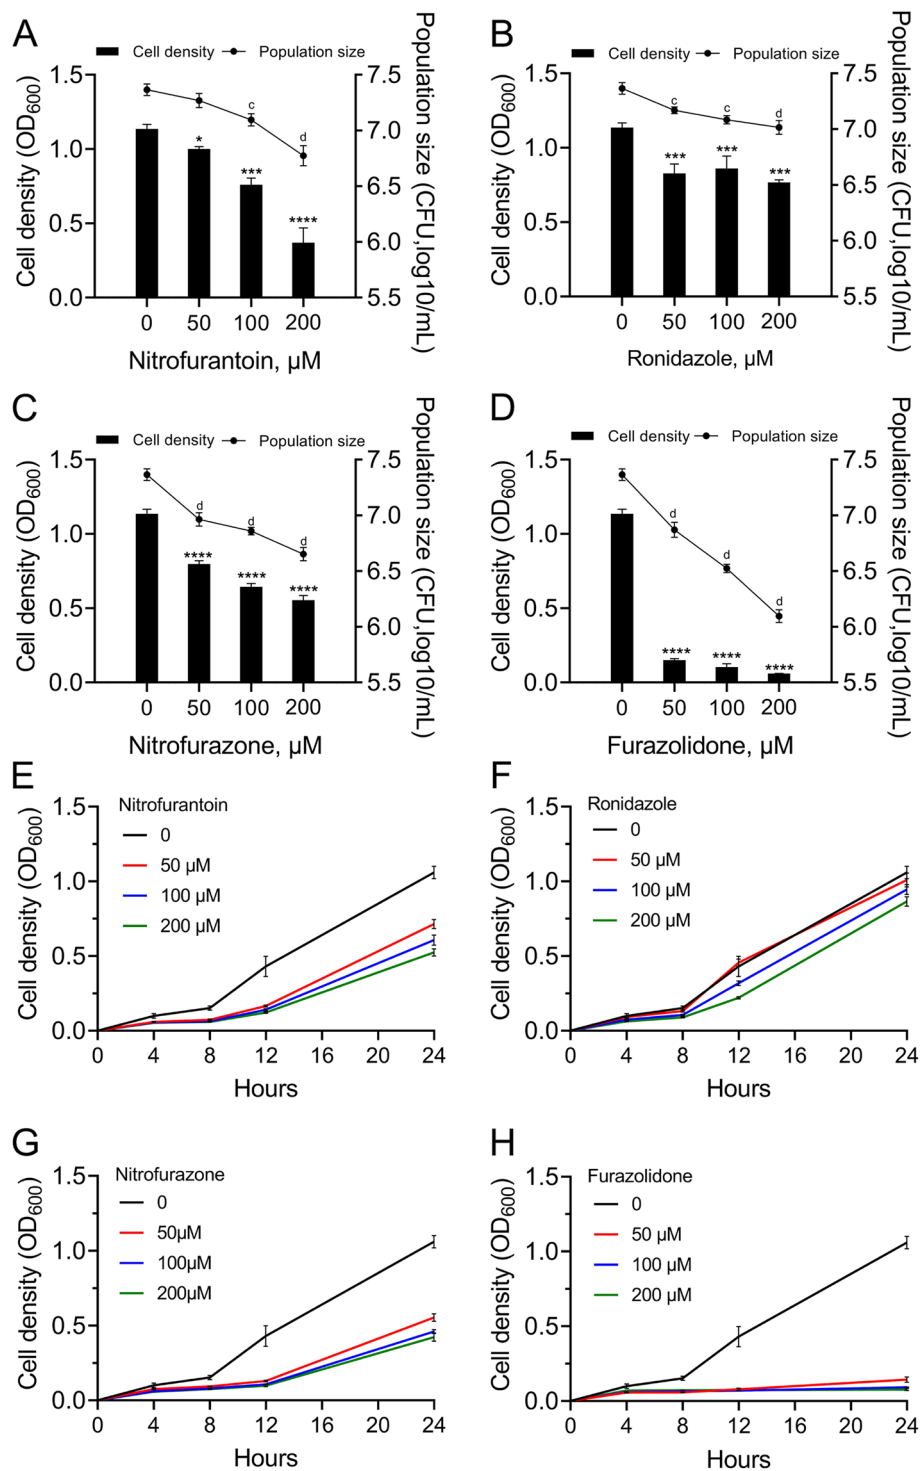 A
Cell density
Population size
Cell density (OD600)
1.5
1.0
0.5
0.0
*
***
****
c
d
7.5
7.0
6.5
6.0
5.5
Population size (CFU,log10/mL)
0 50 100 200
Nitrofurantoin, µM
B
Cell density
Population size
Cell density (OD600)
1.5
1.0
0.5
0.0
***
***
***
c
c
d
7.5
7.0
6.5
6.0
5.5
Population size (CFU,log10/mL)
0 50 100 200
Ronidazole, µM
C
Cell density
Population size
Cell density (OD600)
1.5
1.0
0.5
0.0
****
****
****
d
d
d
7.5
7.0
6.5
6.0
5.5
Population size (CFU,log10/mL)
0 50 100 200
Nitrofurazone, µM
D
Cell density
Population size
Cell density (OD600)
1.5
1.0
0.5
0.0
****
****
****
d
d
d
7.5
7.0
6.5
6.0
5.5
Population size (CFU,log10/mL)
0 50 100 200
Furazolidone, µM
E
Nitrofurantoin
0
50 µM
100 µM
200 µM
Cell density (OD600)
1.5
1.0
0.5
0.0
0 4 8 12 16 20 24
Hours
F
Ronidazole
0
50 µM
100 µM
200 µM
Cell density (OD600)
1.5
1.0
0.5
0.0
0 4 8 12 16 20 24
Hours
G
Nitrofurazone
0
50µM
100µM
200µM
Cell density (OD600)
1.5
1.0
0.5
0.0
0 4 8 12 16 20 24
Hours
H
Furazolidone
0
50 µM
100 µM
200 µM
Cell density (OD600)
1.5
1.0
0.5
0.0
0 4 8 12 16 20 24
Hours